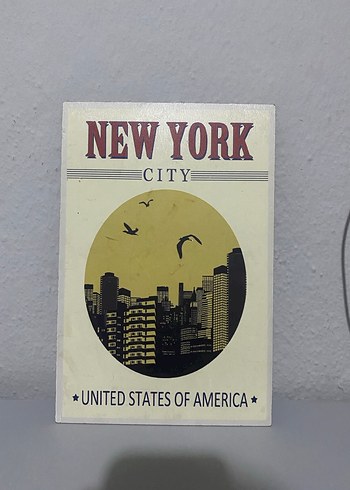 NEW YORK
CITY
★UNITED STATES OF AMERICA★